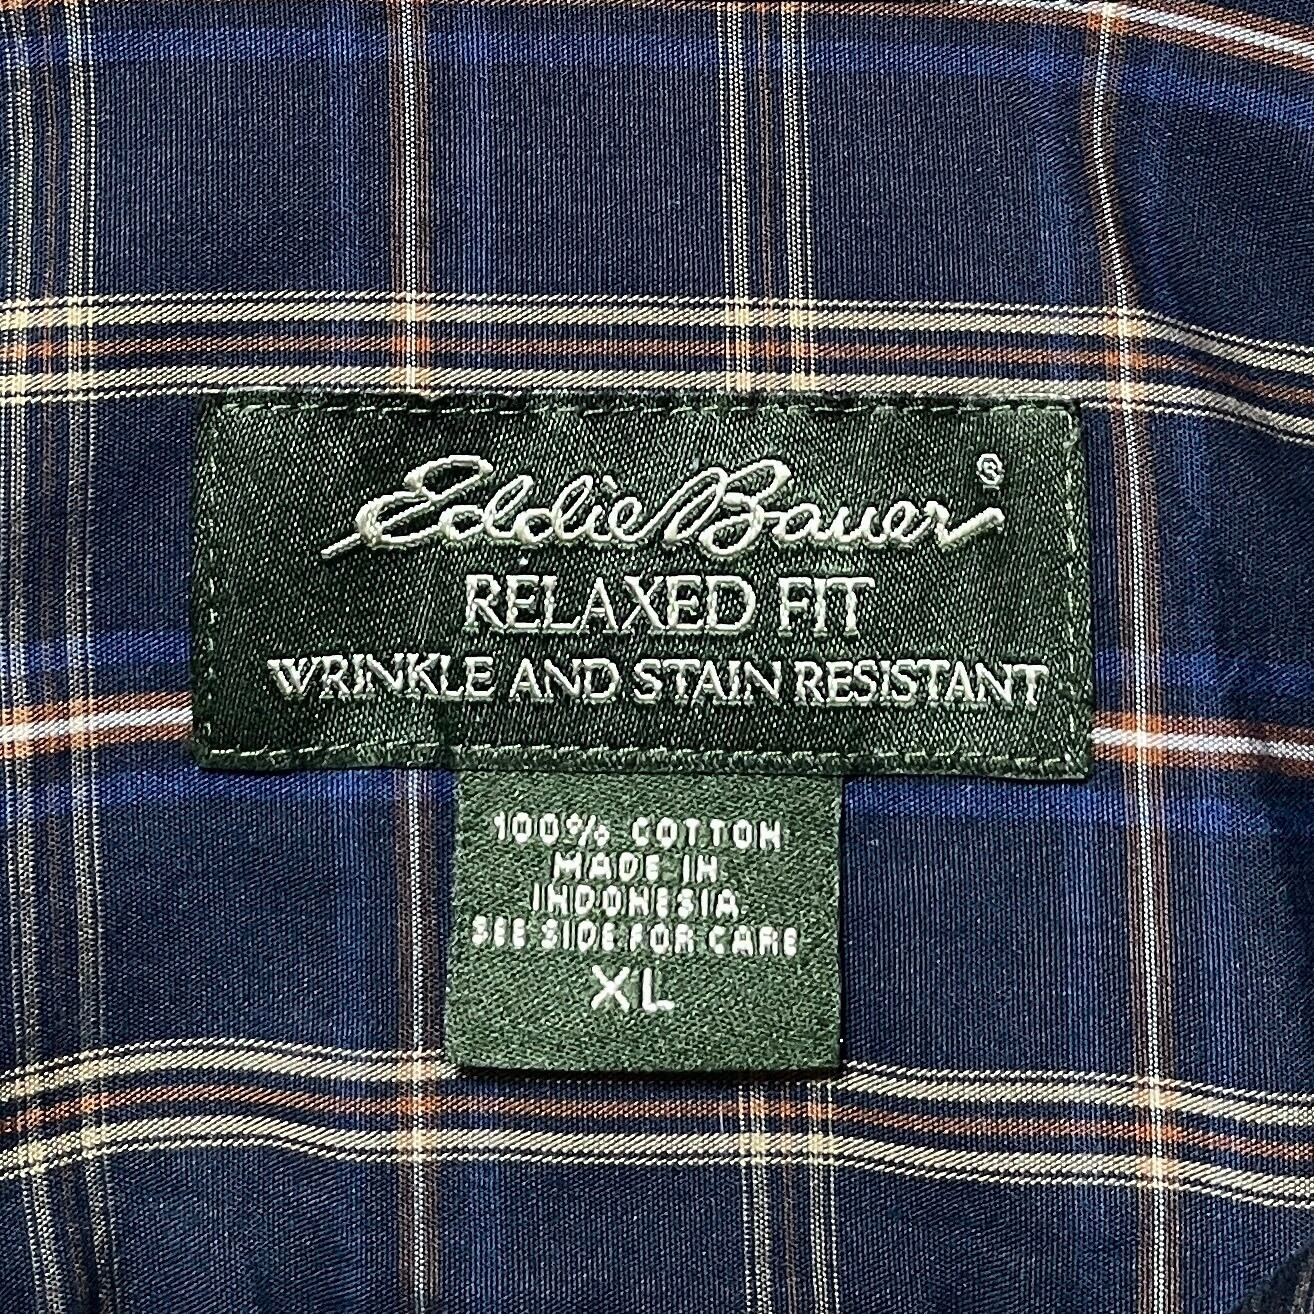 Eddie Bauer®
RELAXED FIT
WRINKLE AND STAIN RESISTANT
100% COTTON
MADE IN
INDONESIA
SEE SIDE FOR CARE
XL